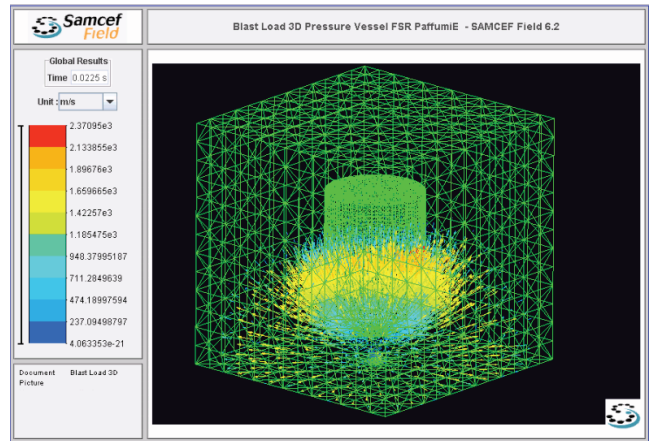 Samcef
Field
Blast Load 3D Pressure Vessel FSR PaffumiE - SAMCEF Field 6.2
Global Results
Time 0.0225 s
Unit : m/s
2.37095e3
2.133855e3
1.89676e3
1.659665e3
1.42257e3
1.185475e3
948.37995187
711.2849639
474.18997594
237.09498797
4.063353e-21
Document Blast Load 3D
Picture